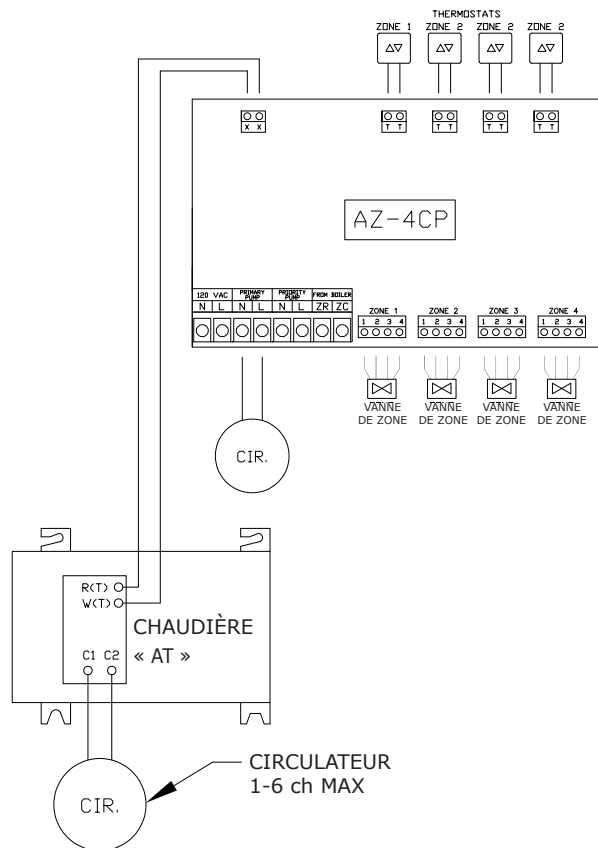 THERMOSTATS
ZONE 1 ZONE 2 ZONE 2 ZONE 2
X X
T T
T T
T T
T T
AZ-4CP
120 VAC PRIMARY PUMP PRIORITY PUMP FROM BOILER
N L N L N L ZR ZC
ZONE 1 ZONE 2 ZONE 3 ZONE 4
1 2 3 4 1 2 3 4 1 2 3 4 1 2 3 4
VANNE DE ZONE
VANNE DE ZONE
VANNE DE ZONE
VANNE DE ZONE
CIR.
R(T)
W(T)
CHAUDIÈRE
« AT »
C1 C2
CIRCULATEUR
1-6 ch MAX
CIR.